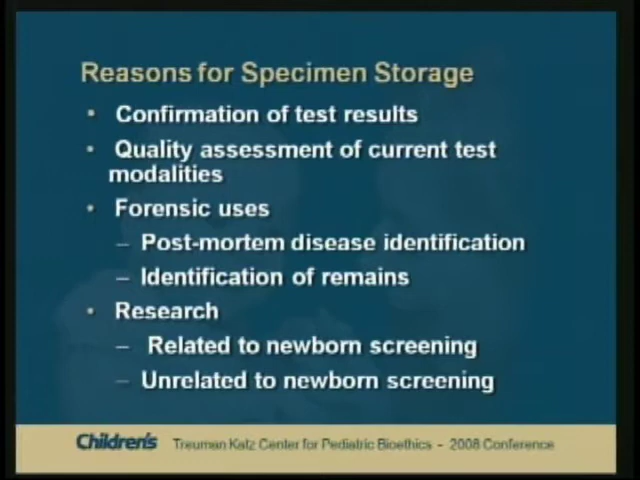 Reasons for Specimen Storage
• Confirmation of test results
• Quality assessment of current test
modalities
• Forensic uses
– Post-mortem disease identification
– Identification of remains
• Research
– Related to newborn screening
– Unrelated to newborn screening
Children's Treuman Katz Center for Pediatric Bioethics - 2008 Conference